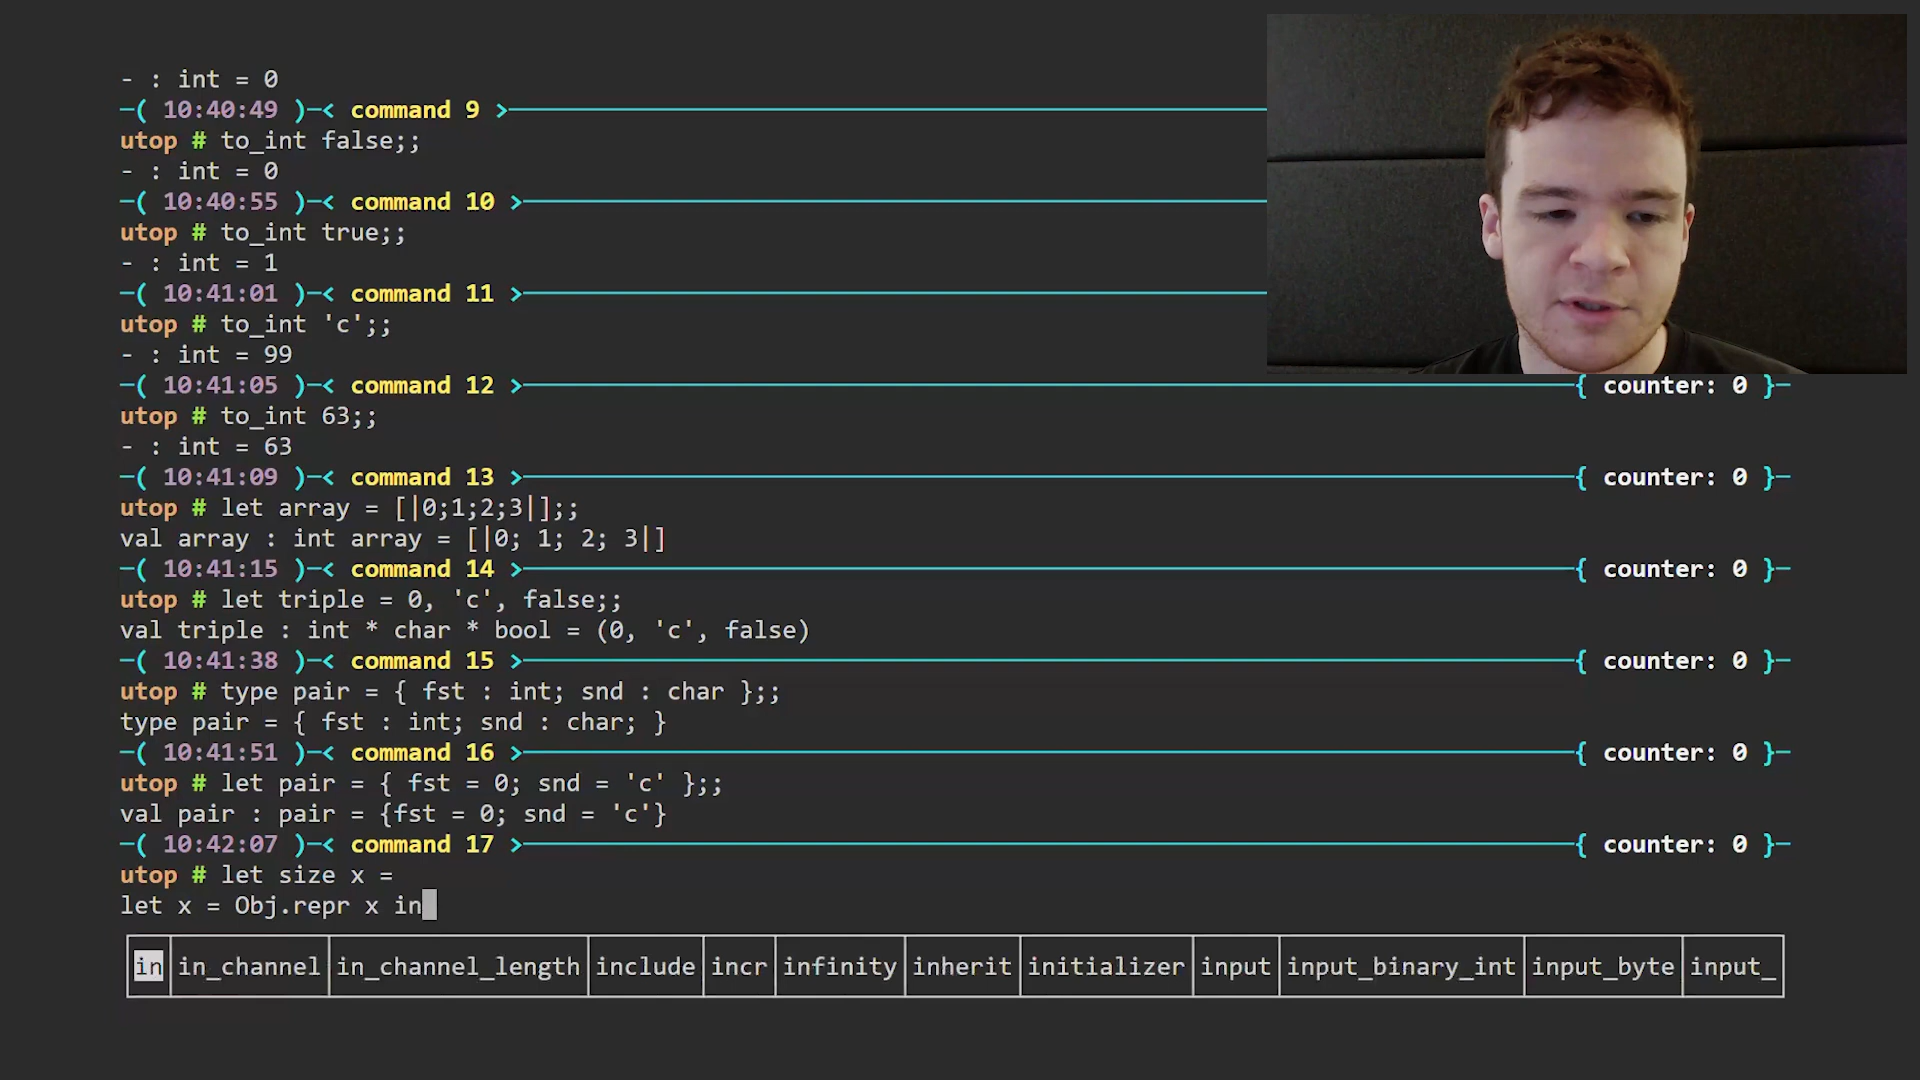 - : int = 0
─( 10:40:49 )─< command 9 >─
utop # to_int false;;
- : int = 0
─( 10:40:55 )─< command 10 >─
utop # to_int true;;
- : int = 1
─( 10:41:01 )─< command 11 >─
utop # to_int 'c';;
- : int = 99
─( 10:41:05 )─< command 12 >─{ counter: 0 }─
utop # to_int 63;;
- : int = 63
─( 10:41:09 )─< command 13 >─{ counter: 0 }─
utop # let array = [|0;1;2;3|];;
val array : int array = [|0; 1; 2; 3|]
─( 10:41:15 )─< command 14 >─{ counter: 0 }─
utop # let triple = 0, 'c', false;;
val triple : int * char * bool = (0, 'c', false)
─( 10:41:38 )─< command 15 >─{ counter: 0 }─
utop # type pair = { fst : int; snd : char };;
type pair = { fst : int; snd : char; }
─( 10:41:51 )─< command 16 >─{ counter: 0 }─
utop # let pair = { fst = 0; snd = 'c' };;
val pair : pair = {fst = 0; snd = 'c'}
─( 10:42:07 )─< command 17 >─{ counter: 0 }─
utop # let size x =
let x = Obj.repr x in
in│in_channel│in_channel_length│include│incr│infinity│inherit│initializer│input│input_binary_int│input_byte│input_